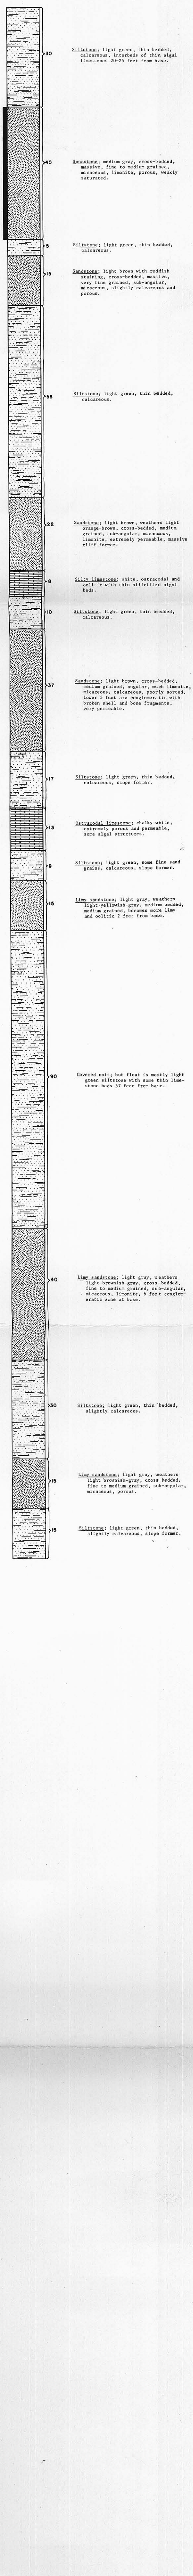 30
Siltstone; light green, thin bedded,
calcareous, interbeds of thin algal
limestones 20-25 feet from base.
40
Sandstone; medium gray, cross-bedded,
massive, fine to medium grained,
micaceous, limonite, porous, weakly
saturated.
5
Siltstone; light green, thin bedded,
calcareous.
15
Sandstone; light brown with reddish
staining, cross-bedded, massive,
very fine grained, sub-angular,
micaceous, slightly calcareous and
porous.
58
Siltstone; light green, thin bedded,
calcareous.
22
Sandstone; light brown, weathers light
orange-brown, cross-bedded, medium
grained, sub-angular, micaceous,
limonite, extremely permeable, massive
cliff former.
8
Silty limestone; white, ostracodal and
oolitic with thin silicified algal
beds.
10
Siltstone; light green, thin bedded,
calcareous.
37
Sandstone; light brown, cross-bedded,
medium grained, angular, much limonite,
micaceous, calcareous, poorly sorted,
lower 3 feet are conglomeratic with
broken shell and bone fragments,
very permeable.
17
Siltstone; light green, thin bedded,
calcareous, slope former.
13
Ostracodal limestone; chalky white,
extremely porous and permeable,
some algal structures.
9
Siltstone; light green, some fine sand
grains, calcareous, slope former.
15
Limy sandstone; light gray, weathers
light yellowish-gray, medium bedded,
medium grained, becomes more limy
and oolitic 2 feet from base.
90
Covered unit; but float is mostly light
green siltstone with some thin lime-
stone beds 57 feet from base.
40
Limy sandstone; light gray, weathers
light brownish-gray, cross-bedded,
fine to medium grained, sub-angular,
micaceous, limonite, 6 foot conglom-
eratic zone at base.
30
Siltstone; light green, thin bedded,
slightly calcareous.
15
Limy sandstone; light gray, weathers
light brownish-gray, cross-bedded,
fine to medium grained, sub-angular,
micaceous, porous.
15
Siltstone; light green, thin bedded,
slightly calcareous, slope former.